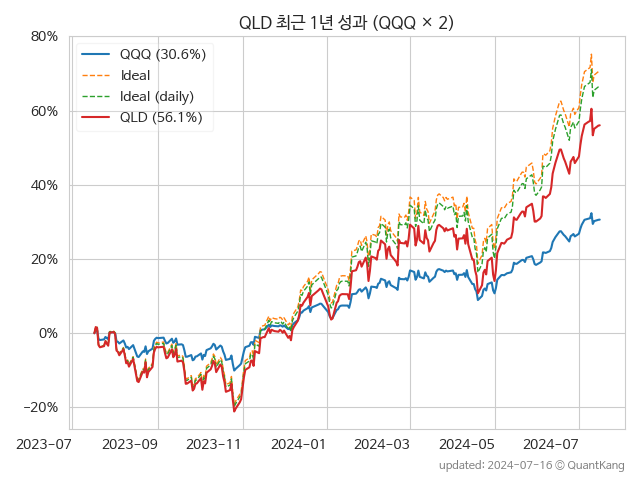 QLD 최근 1년 성과 (QQQ × 2)
80%
60%
40%
20%
0%
−20%
QQQ (30.6%)
Ideal
Ideal (daily)
QLD (56.1%)
2023-07
2023-09
2023-11
2024-01
2024-03
2024-05
2024-07
updated: 2024-07-16 © QuantKang